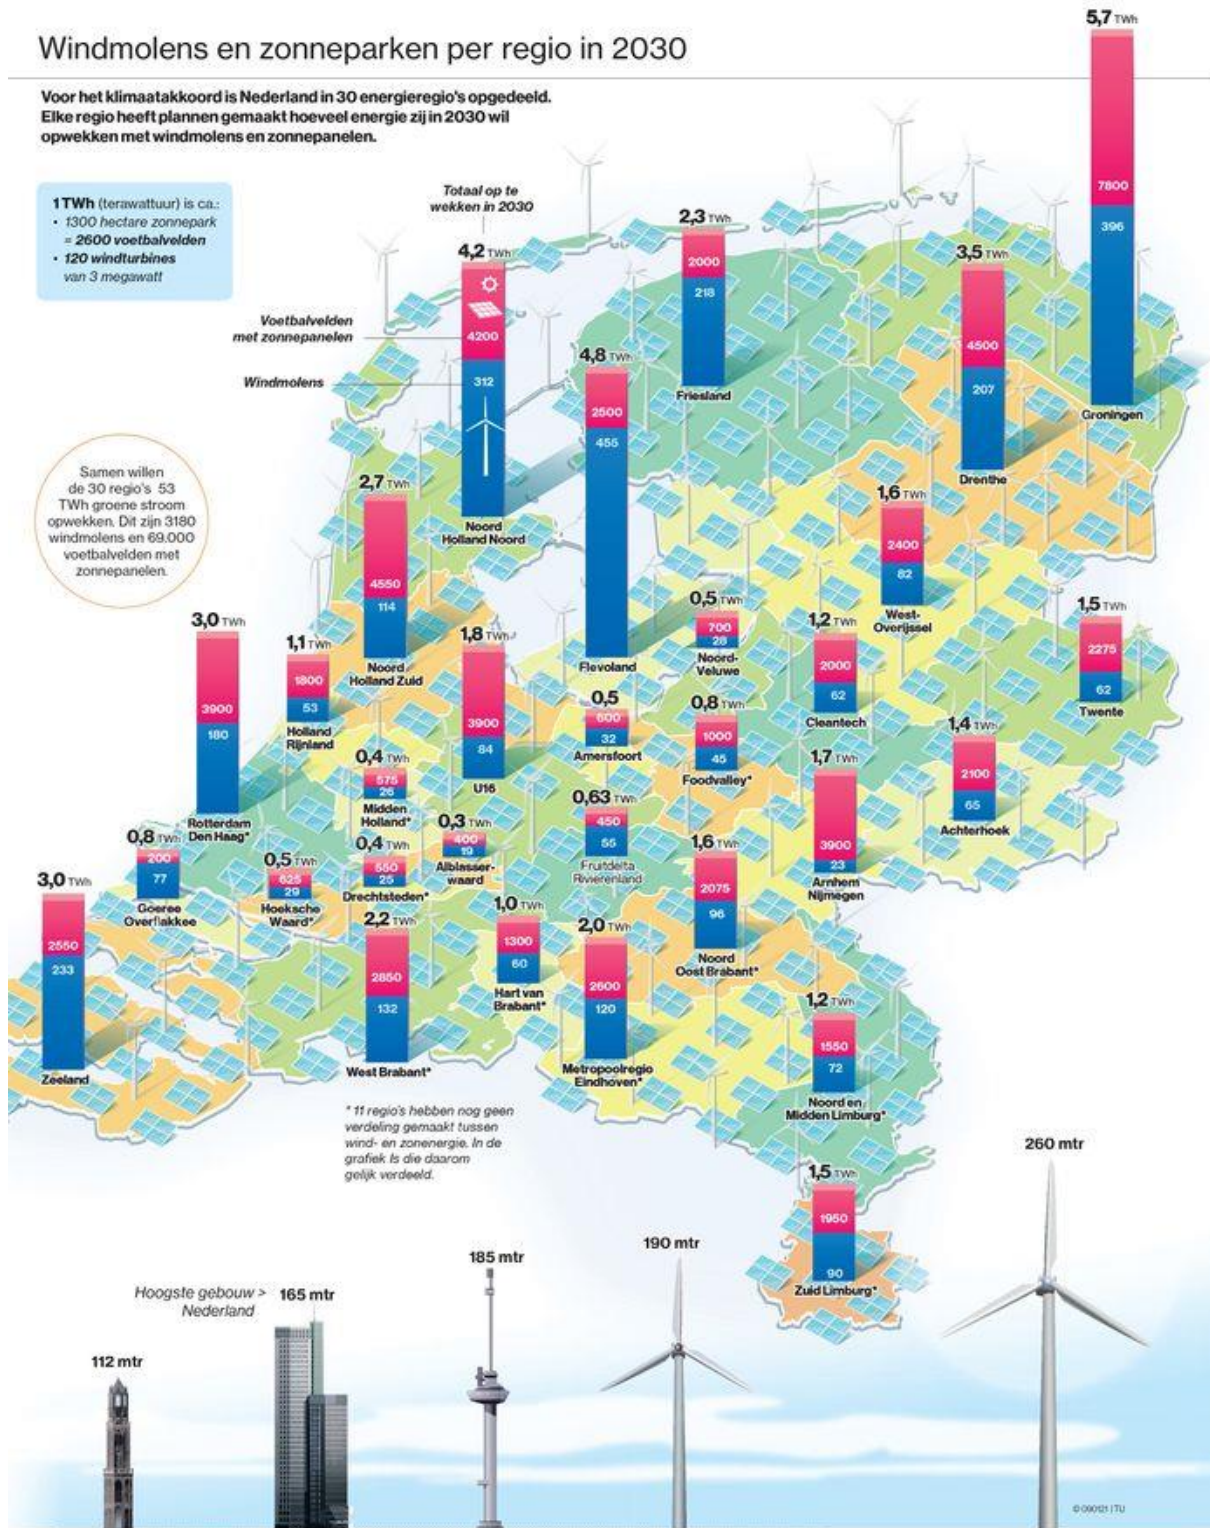 5,7 TWh
Windmolens en zonneparken per regio in 2030
Voor het klimaatakkoord is Nederland in 30 energieregio's opgedeeld.
Elke regio heeft plannen gemaakt hoeveel energie zij in 2030 wil
opwekken met windmolens en zonnepanelen.
1 TWh (terawattuur) is ca.:
• 1300 hectare zonnepark
= 2600 voetbalvelden
• 120 windturbines
van 3 megawatt
Totaal op te
wekken in 2030
4,2 TWh
Voetbalvelden
met zonnepanelen
4200
Windmolens
312
Noord
Holland Noord
2,3 TWh
2000
218
Friesland
3,5 TWh
4500
207
Drenthe
7800
396
Groningen
4,8 TWh
2500
455
Flevoland
Samen willen
de 30 regio's 53
TWh groene stroom
opwekken. Dit zijn 3180
windmolens en 69.000
voetbalvelden met
zonnepanelen.
2,7 TWh
4550
114
Noord
Holland Zuid
1,6 TWh
2400
82
West-
Overijssel
3,0 TWh
3900
180
Rotterdam
Den Haag*
1,1 TWh
1800
53
Holland
Rijnland
1,8 TWh
3900
84
U16
0,5 TWh
700
28
Noord-
Veluwe
1,2 TWh
2000
62
Cleantech
1,5 TWh
2275
62
Twente
0,5
600
32
Amersfoort
0,8 TWh
1000
45
Foodvalley*
1,4 TWh
2100
65
Achterhoek
0,4 TWh
575
26
Midden
Holland*
1,7 TWh
3900
23
Arnhem
Nijmegen
0,63 TWh
450
55
Fruitdelta
Rivierenland
0,3 TWh
400
19
Alblasser-
waard
0,8 TWh
200
77
Goeree
Overflakkee
0,5 TWh
625
29
Hoeksche
Waard*
0,4 TWh
550
25
Drechtsteden*
1,6 TWh
2075
96
Noord
Oost Brabant*
3,0 TWh
2550
233
Zeeland
2,2 TWh
2850
132
West Brabant*
1,0 TWh
1300
60
Hart van
Brabant*
2,0 TWh
2600
120
Metropoolregio
Eindhoven*
1,2 TWh
1550
72
Noord en
Midden Limburg*
* 11 regio's hebben nog geen
verdeling gemaakt tussen
wind- en zonenergie. In de
grafiek Is die daarom
gelijk verdeeld.
1,5 TWh
1950
90
Zuid Limburg*
260 mtr
190 mtr
185 mtr
Hoogste gebouw >
Nederland
165 mtr
112 mtr
© 090121 | TU